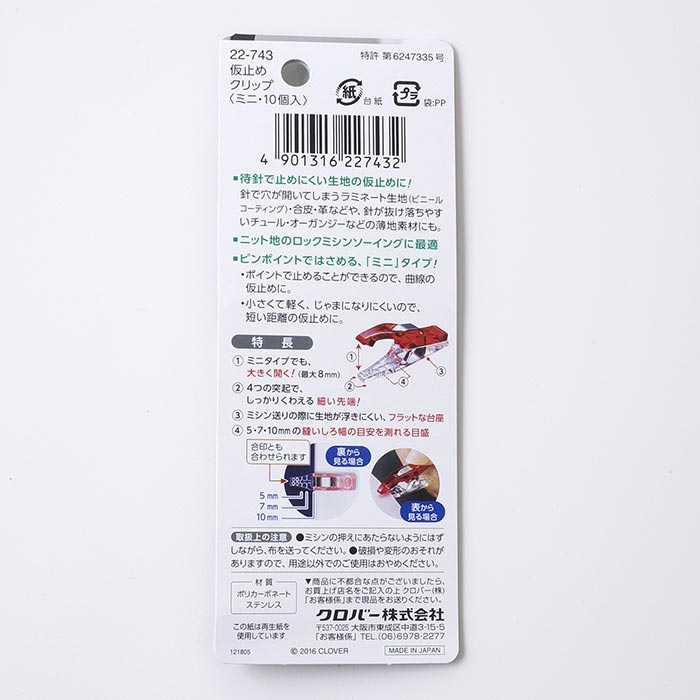 22-743
仮止め
クリップ
〈ミニ・10個入〉
特許 第6247335号
紙 台紙
プラ 袋:PP
4 901316 227432
■待針で止めにくい生地の仮止めに!
針で穴が開いてしまうラミネート生地(ビニール
コーティング)・合皮・革などや、針が抜け落ちやす
いチュール・オーガンジーなどの薄地素材にも。
■ニット地のロックミシンソーイングに最適
■ピンポイントではさめる、「ミニ」タイプ!
・ポイントで止めることができるので、曲線の
仮止めに。
・小さくて軽く、じゃまになりにくいので、
短い距離の仮止めに。
特長
① ミニタイプでも、
大きく開く!(最大8mm)
② 4つの突起で、
しっかりくわえる 細い先端!
③ ミシン送りの際に生地が浮きにくい、フラットな台座
④ 5・7・10mmの縫いしろ幅の目安を測れる目盛
① ② ④ ③
合印とも
合わせられます
裏から
見る場合
5 mm
7 mm
10 mm
表から
見る場合
取扱上の注意 ●ミシンの押えにあたらないようにはず
しながら、布を送ってください。●破損や変形のおそれが
ありますので、用途以外でのご使用はおやめください。
材質
ポリカーボネート
ステンレス
この紙は再生紙を
使用しています
121805
▼商品に不都合な点がございましたら、
お買上げ店名をご記入の上 クロバー(株)
「お客様係」まで現品をお送りください。
クロバー株式会社
〒537-0025 大阪市東成区中道3-15-5
「お客様係」TEL.(06)6978-2277
© 2016 CLOVER
MADE IN JAPAN